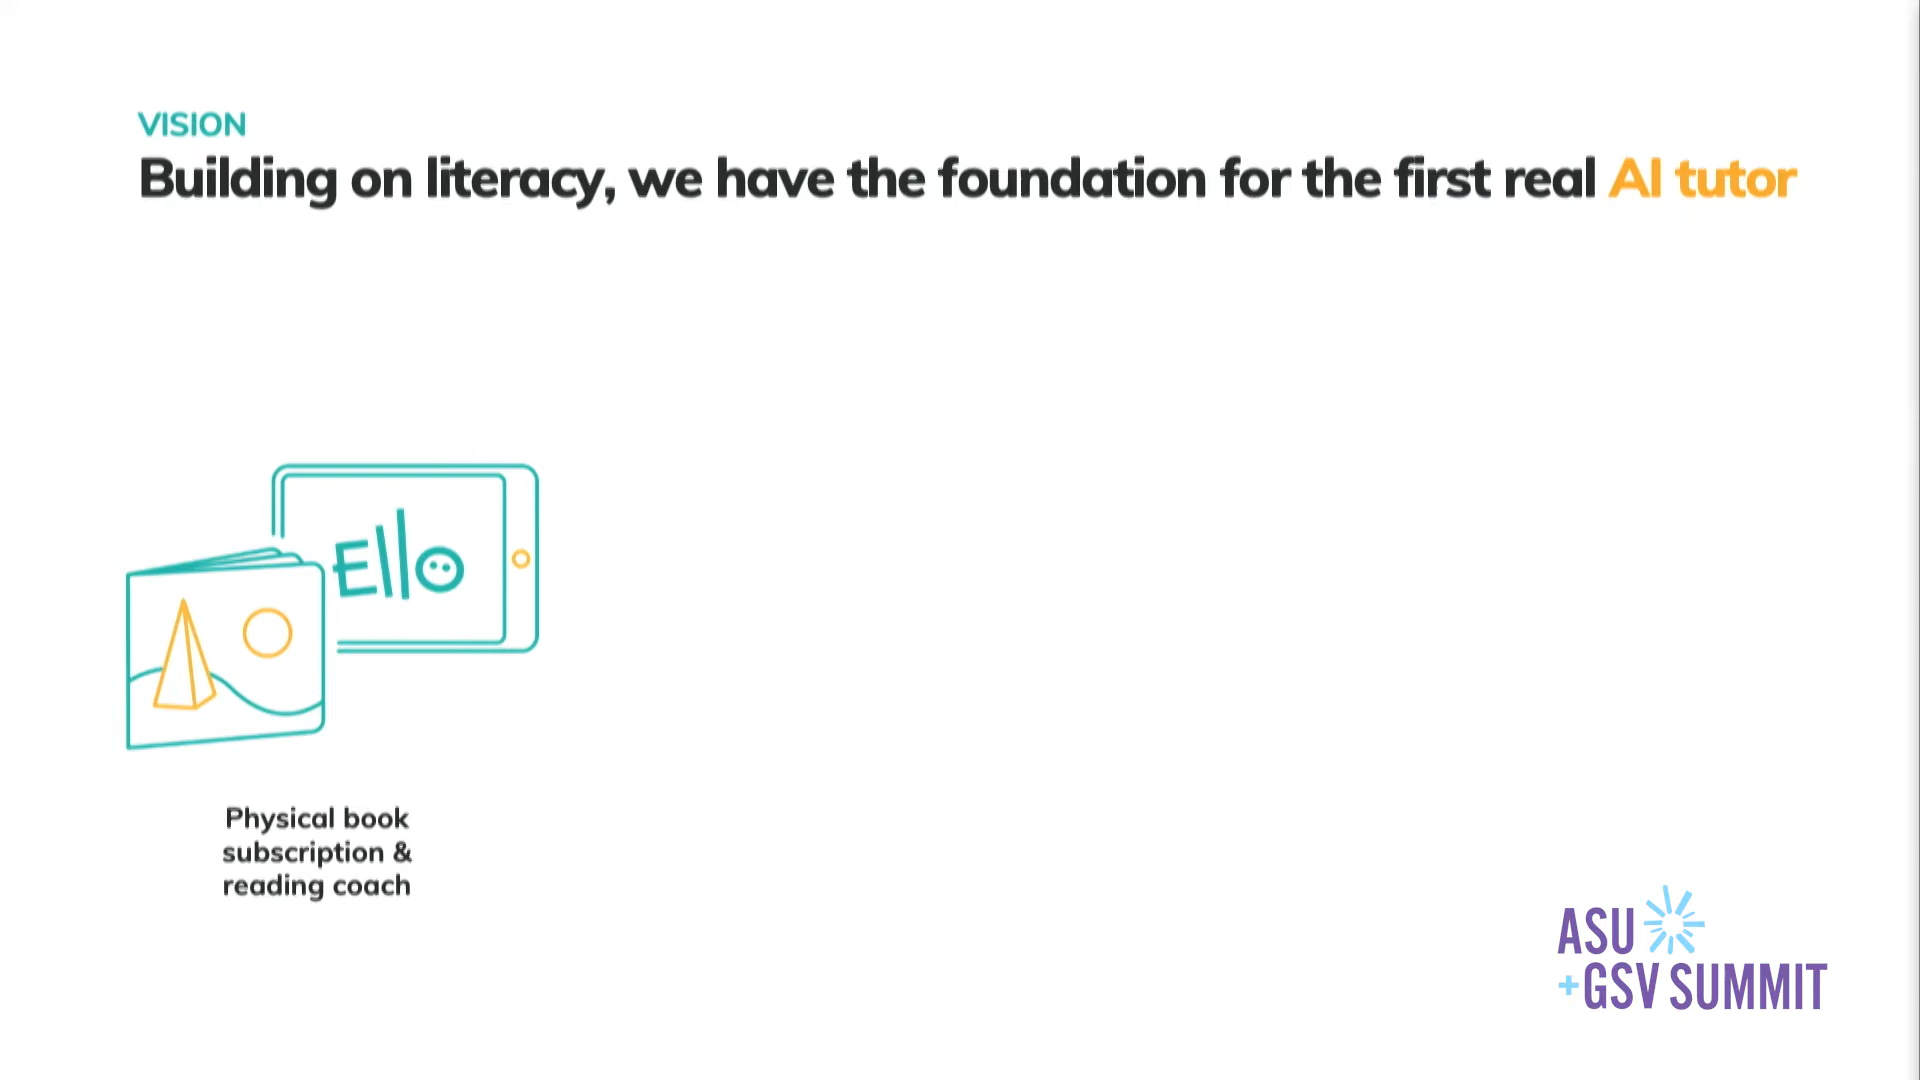 VISION
Building on literacy, we have the foundation for the first real AI tutor
Ello
Physical book
subscription &
reading coach
ASU
+GSV SUMMIT